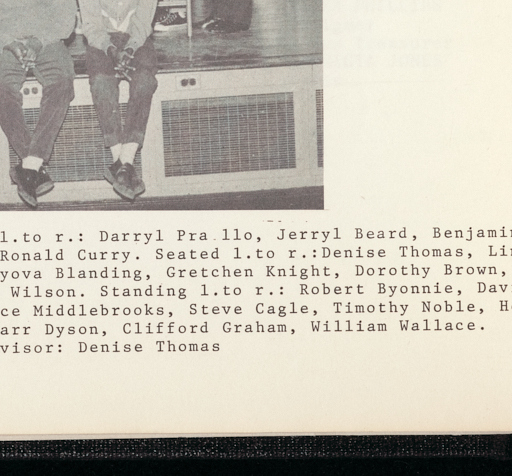 l.to r.: Darryl Pra llo, Jerryl Beard, Benjamin
Ronald Curry. Seated l.to r.:Denise Thomas, Lin
yova Blanding, Gretchen Knight, Dorothy Brown,
Wilson. Standing l.to r.: Robert Byonnie, Davi
ce Middlebrooks, Steve Cagle, Timothy Noble, He
arr Dyson, Clifford Graham, William Wallace.
visor: Denise Thomas